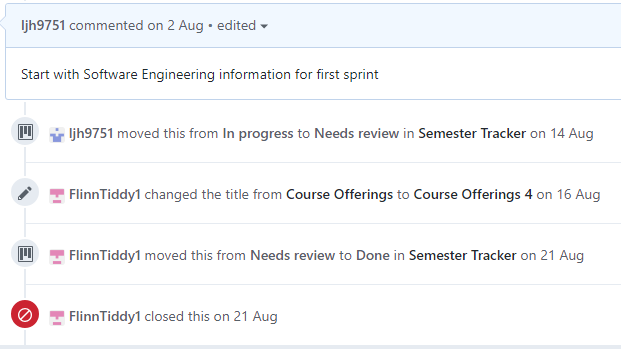 ljh9751 commented on 2 Aug • edited
Start with Software Engineering information for first sprint
ljh9751 moved this from In progress to Needs review in Semester Tracker on 14 Aug
FlinnTiddy1 changed the title from Course Offerings to Course Offerings 4 on 16 Aug
FlinnTiddy1 moved this from Needs review to Done in Semester Tracker on 21 Aug
FlinnTiddy1 closed this on 21 Aug